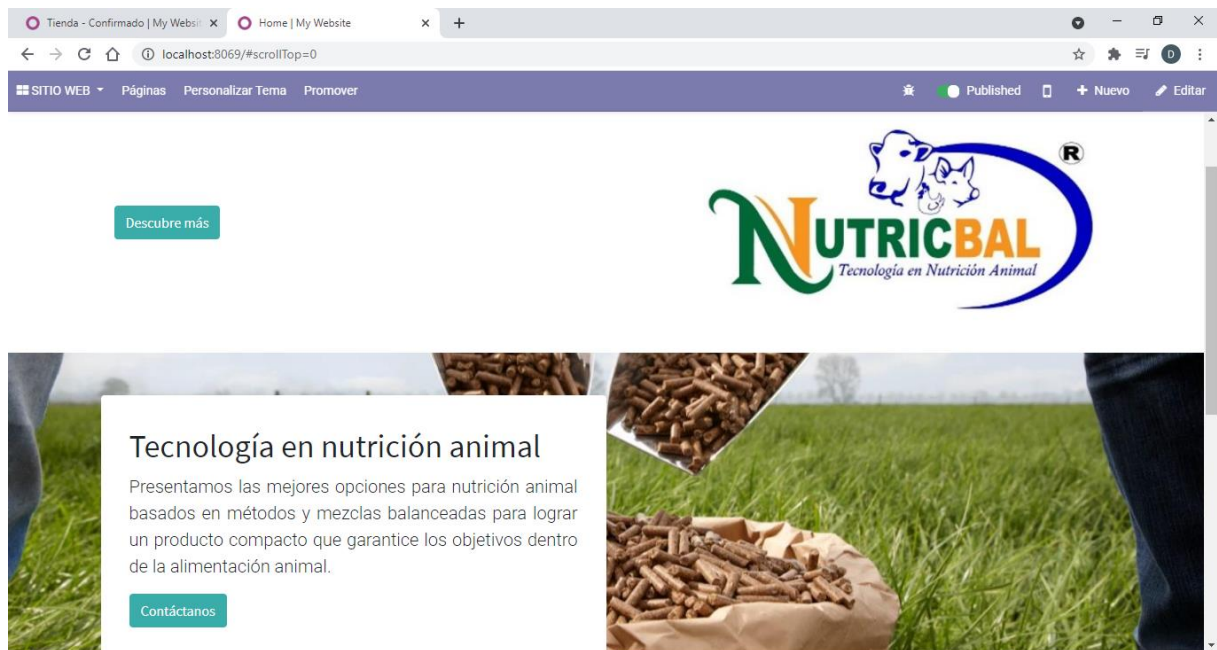 Tienda - Confirmado | My Websit
Home | My Website
localhost:8069/#scrollTop=0
D
SITIO WEB
Páginas
Personalizar Tema
Promover
Published
Nuevo
Editar
Descubre más
®
NUTRICBAL
Tecnología en Nutrición Animal
Tecnología en nutrición animal
Presentamos las mejores opciones para nutrición animal
basados en métodos y mezclas balanceadas para lograr
un producto compacto que garantice los objetivos dentro
de la alimentación animal.
Contáctanos